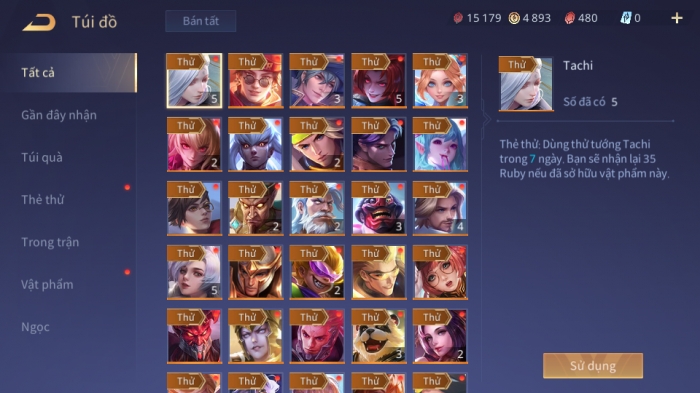 Túi đồ
Bán tất
15 179
4 893
480
0
+
Tất cả
Gần đây nhận
Túi quà
Thẻ thử
Trong trận
Vật phẩm
Ngọc
Thử 5
Thử
Thử 3
Thử 5
Thử 3
Thử 2
Thử
Thử 2
Thử
Thử
Thử
Thử 2
Thử 2
Thử 3
Thử 4
Thử 5
Thử
Thử 2
Thử
Thử
Thử
Thử
Thử
Thử 3
Thử 2
Thử
Thử
Thử
Thử
Thử
Thử
Tachi
Số đã có 5
Thẻ thử: Dùng thử tướng Tachi
trong 7 ngày. Bạn sẽ nhận lại 35
Ruby nếu đã sở hữu vật phẩm này.
Sử dụng